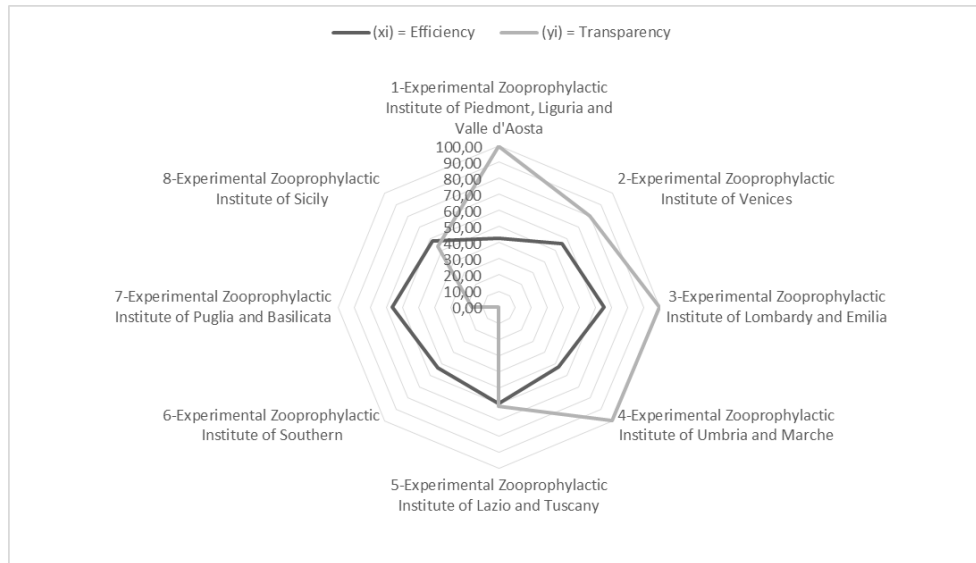 (xi) = Efficiency (yi) = Transparency
1-Experimental Zooprophylactic
Institute of Piedmont, Liguria and
Valle d'Aosta
100,00
90,00
80,00
70,00
60,00
50,00
40,00
30,00
20,00
10,00
0,00
2-Experimental Zooprophylactic
Institute of Venices
3-Experimental Zooprophylactic
Institute of Lombardy and Emilia
4-Experimental Zooprophylactic
Institute of Umbria and Marche
5-Experimental Zooprophylactic
Institute of Lazio and Tuscany
6-Experimental Zooprophylactic
Institute of Southern
7-Experimental Zooprophylactic
Institute of Puglia and Basilicata
8-Experimental Zooprophylactic
Institute of Sicily